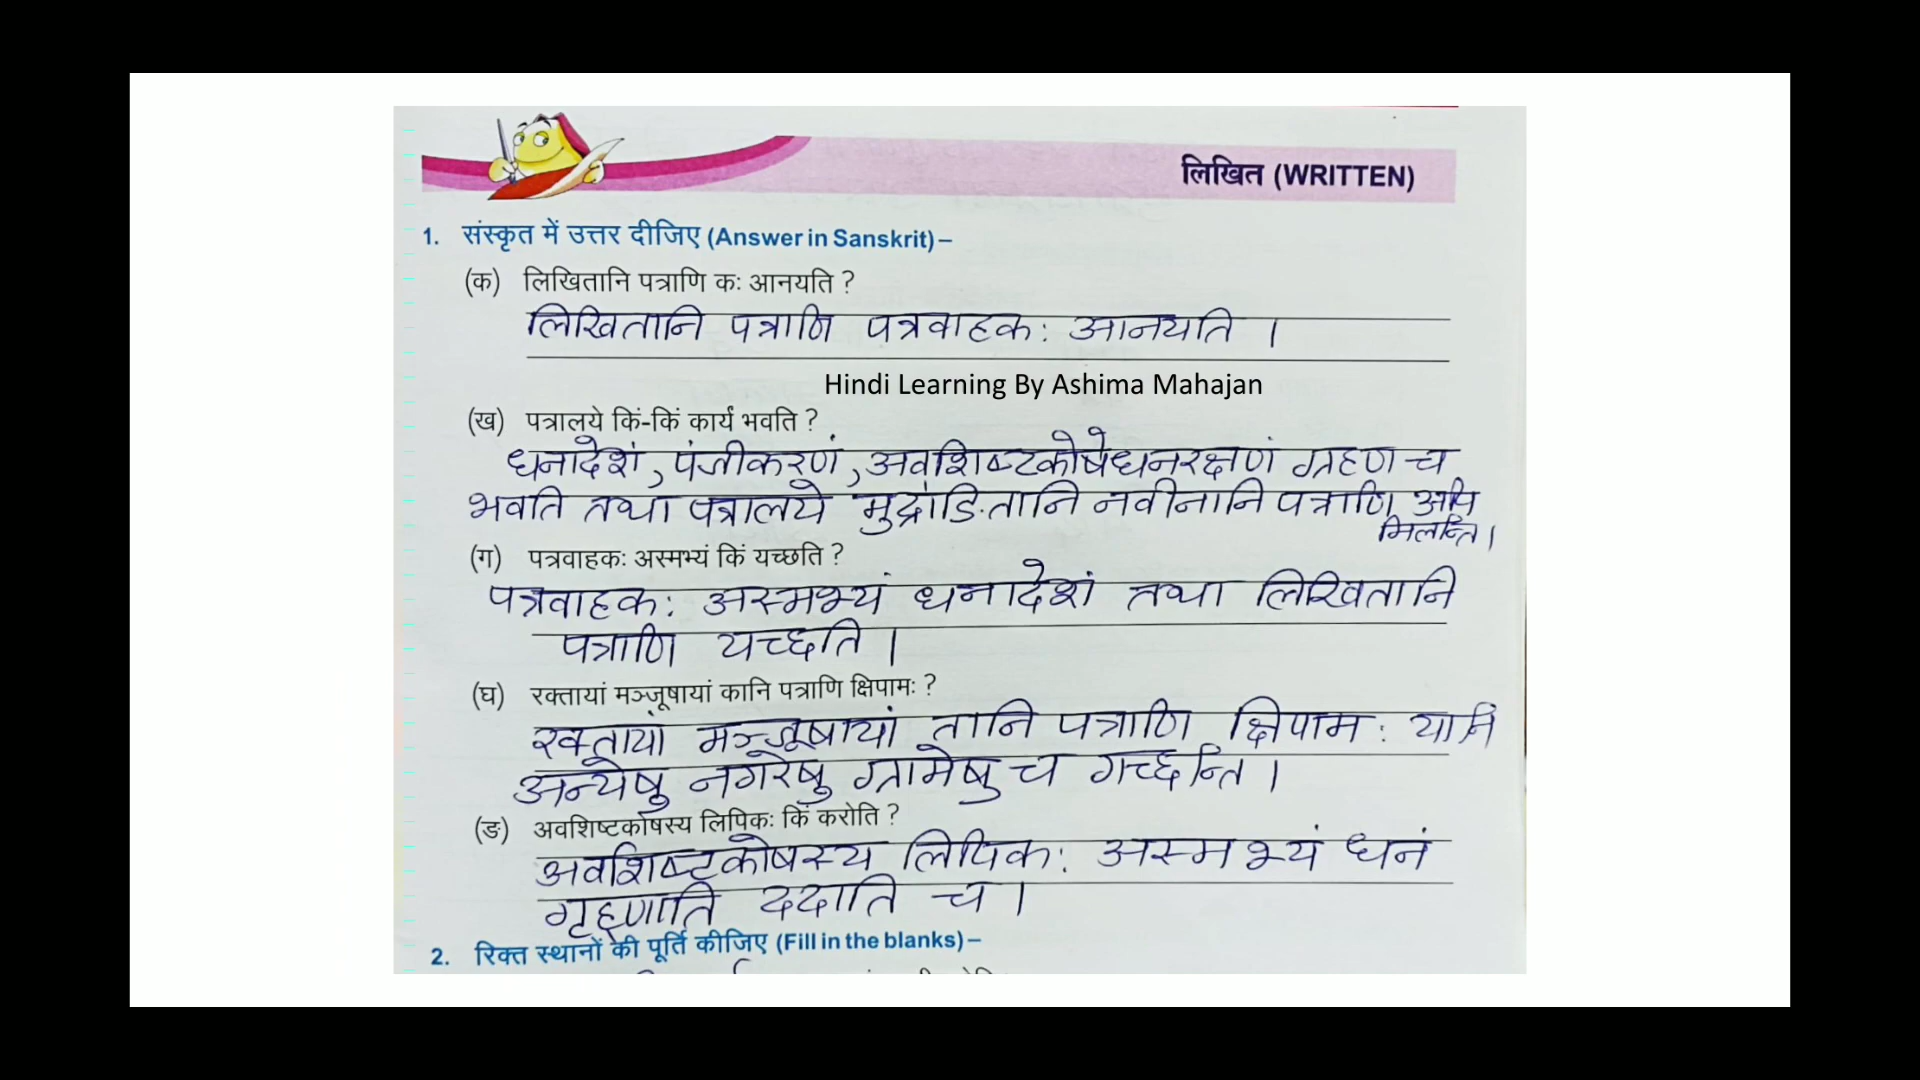 लिखित (WRITTEN)
1. संस्कृत में उत्तर दीजिए (Answer in Sanskrit) –
(क) लिखितानि पत्राणि कः आनयति ?
लिखितानि पत्राणि पत्रवाहकः आनयति ।
Hindi Learning By Ashima Mahajan
(ख) पत्रालये किं-किं कार्यं भवति ?
धनादेशं, पंजीकरणं, अवशिष्टकोषेधनरक्षणं ग्रहण च
भवति तथा पत्रालये मुद्रांङितानि नवीनानि पत्राणि अपि
मिलन्ति ।
(ग) पत्रवाहकः अस्मभ्यं किं यच्छति ?
पत्रवाहकः अस्मभ्यं धनादेशं तथा लिखितानि
पत्राणि यच्छति ।
(घ) रक्तायां मञ्जूषायां कानि पत्राणि क्षिपामः ?
रक्तायां मञ्जूषायां तानि पत्राणि क्षिपामः यानि
अन्येषु नगरेषु ग्रामेषु च गच्छन्ति ।
(ङ) अवशिष्टकोषस्य लिपिकः किं करोति ?
अवशिष्टकोषस्य लिपिकः अस्मभ्यं धनं
गृह्णाति ददाति च ।
2. रिक्त स्थानों की पूर्ति कीजिए (Fill in the blanks) –